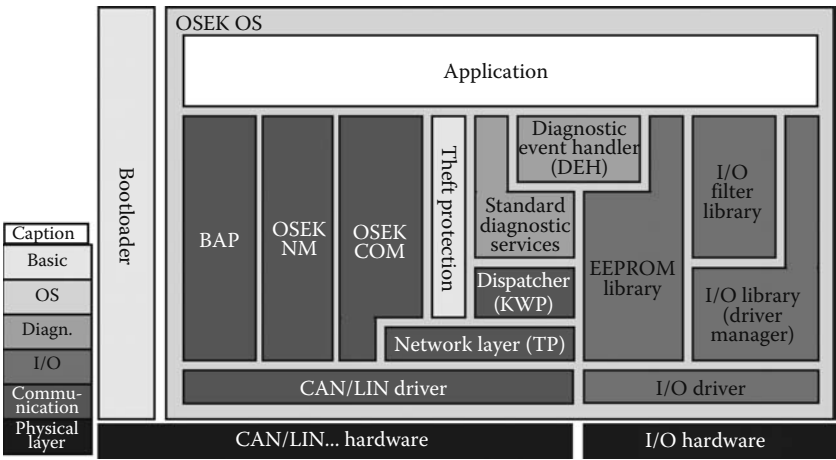 OSEK OS
Application
Bootloader
BAP
OSEK
NM
OSEK
COM
Theft protection
Diagnostic
event handler
(DEH)
Standard
diagnostic
services
Dispatcher
(KWP)
Network layer (TP)
EEPROM
library
I/O
filter
library
I/O library
(driver
manager)
CAN/LIN driver
I/O driver
CAN/LIN... hardware
I/O hardware
Caption
Basic
OS
Diagn.
I/O
Commu-
nication
Physical
layer